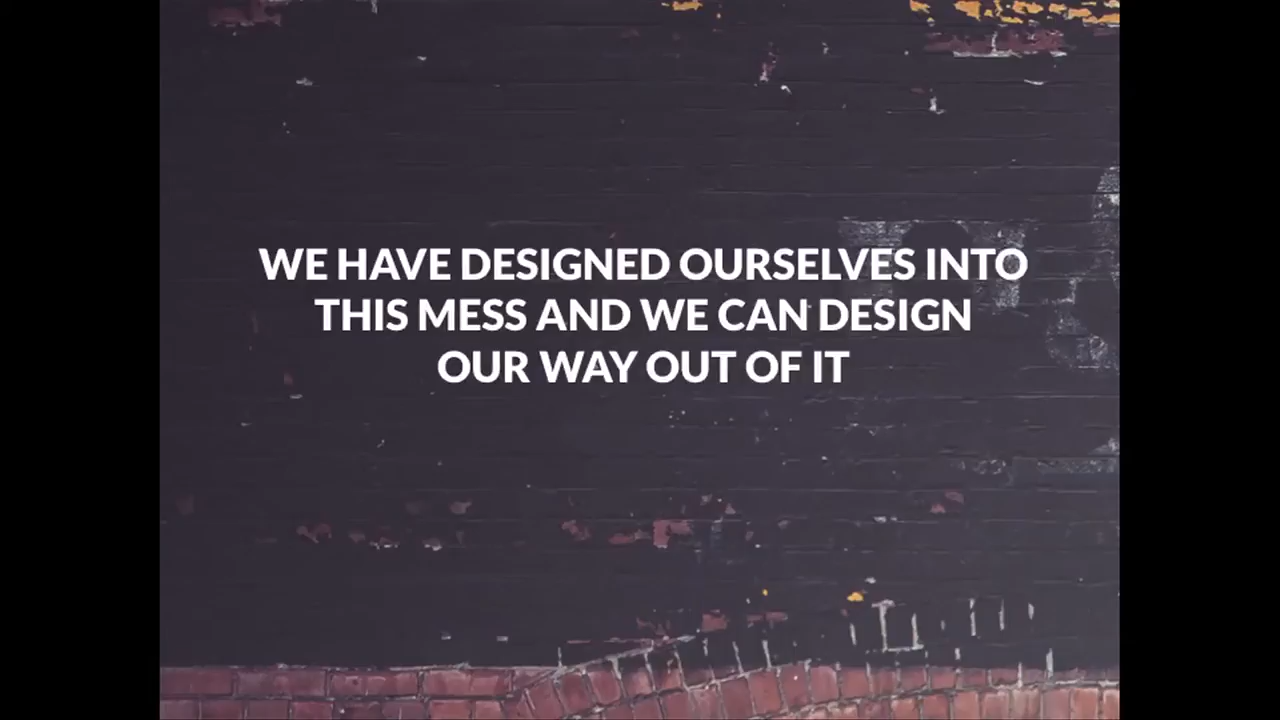 WE HAVE DESIGNED OURSELVES INTO
THIS MESS AND WE CAN DESIGN
OUR WAY OUT OF IT